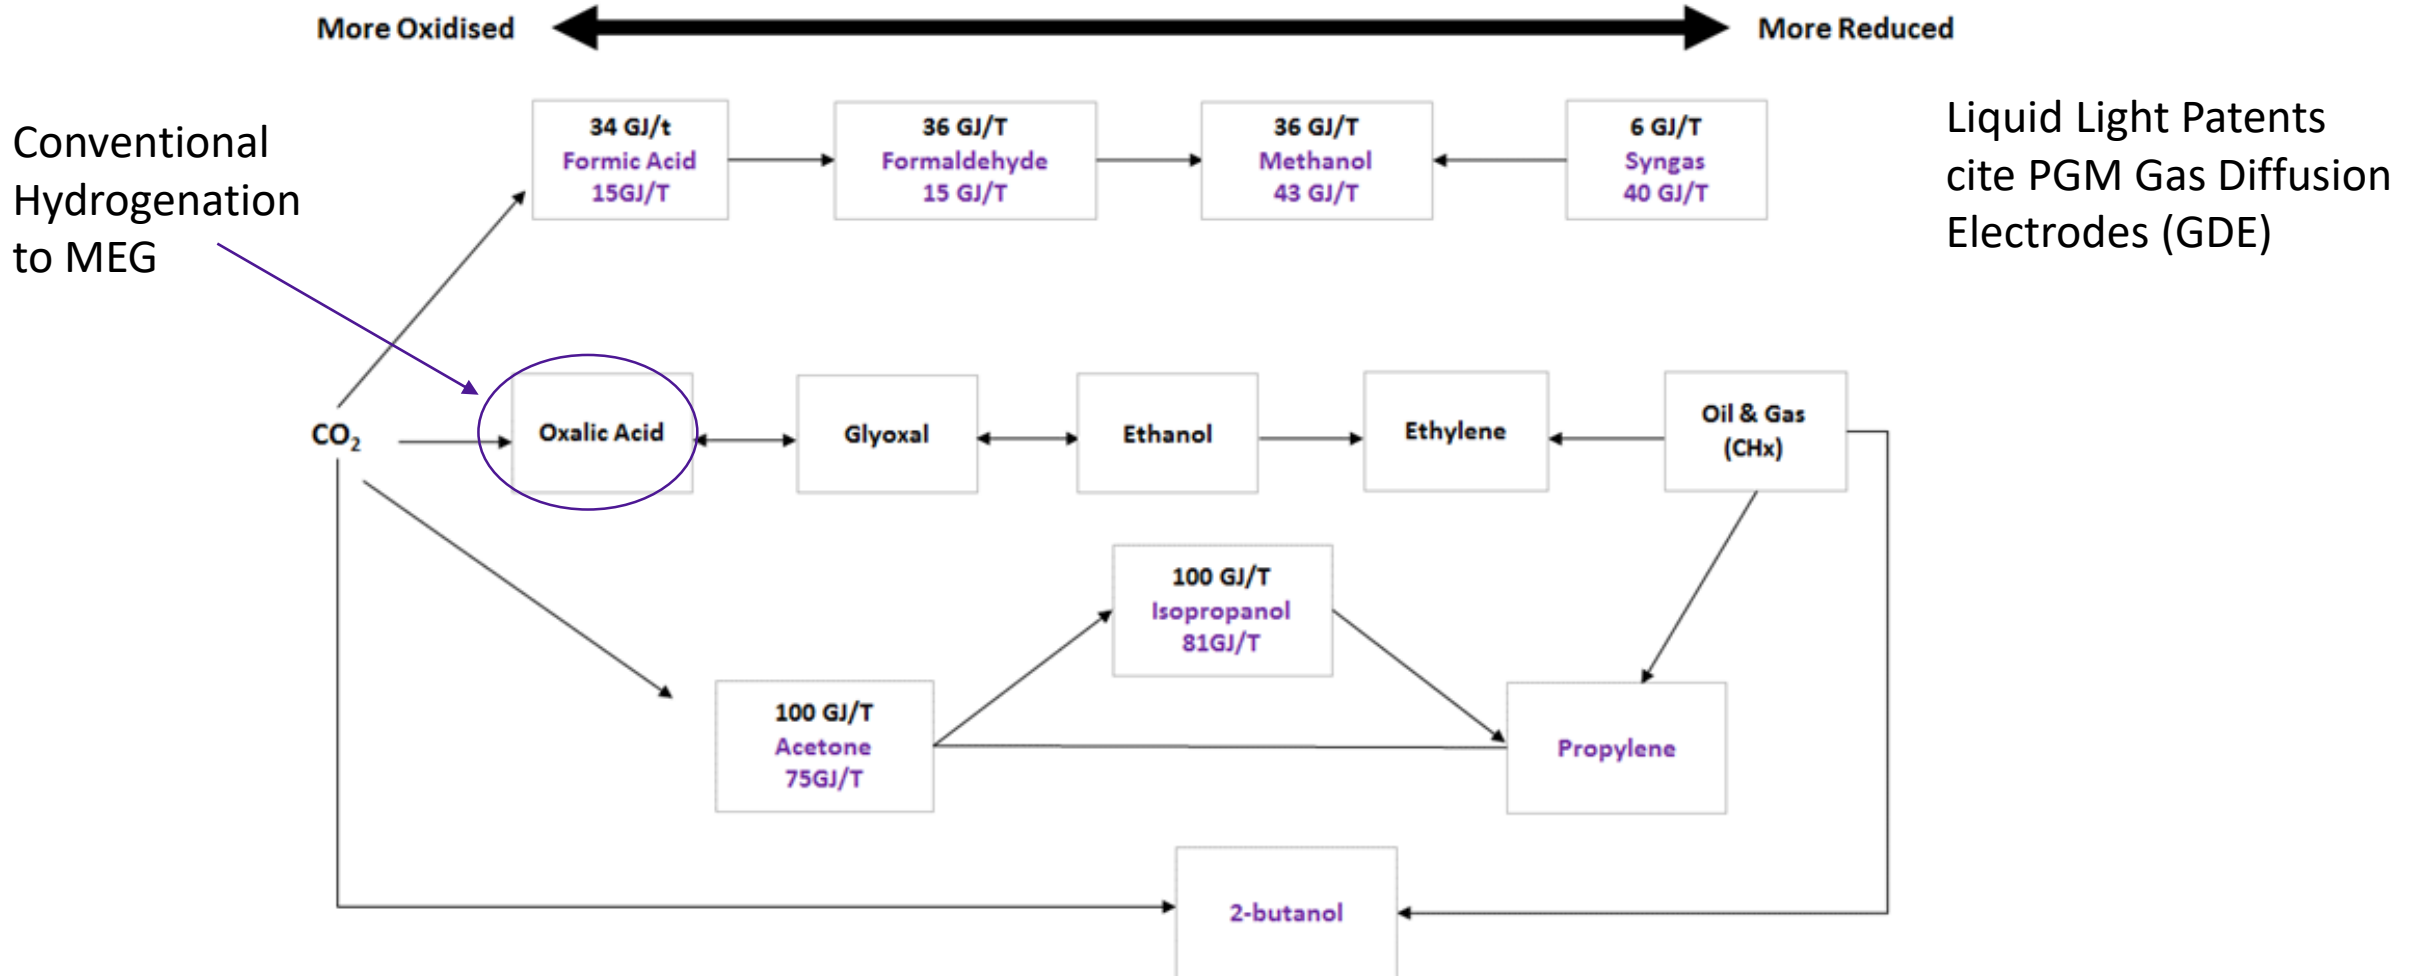 More Oxidised
More Reduced
Conventional
Hydrogenation
to MEG
34 GJ/t
Formic Acid
15GJ/T
36 GJ/T
Formaldehyde
15 GJ/T
36 GJ/T
Methanol
43 GJ/T
6 GJ/T
Syngas
40 GJ/T
Liquid Light Patents
cite PGM Gas Diffusion
Electrodes (GDE)
CO₂
Oxalic Acid
Glyoxal
Ethanol
Ethylene
Oil & Gas
(CHx)
100 GJ/T
Isopropanol
81GJ/T
100 GJ/T
Acetone
75GJ/T
Propylene
2-butanol